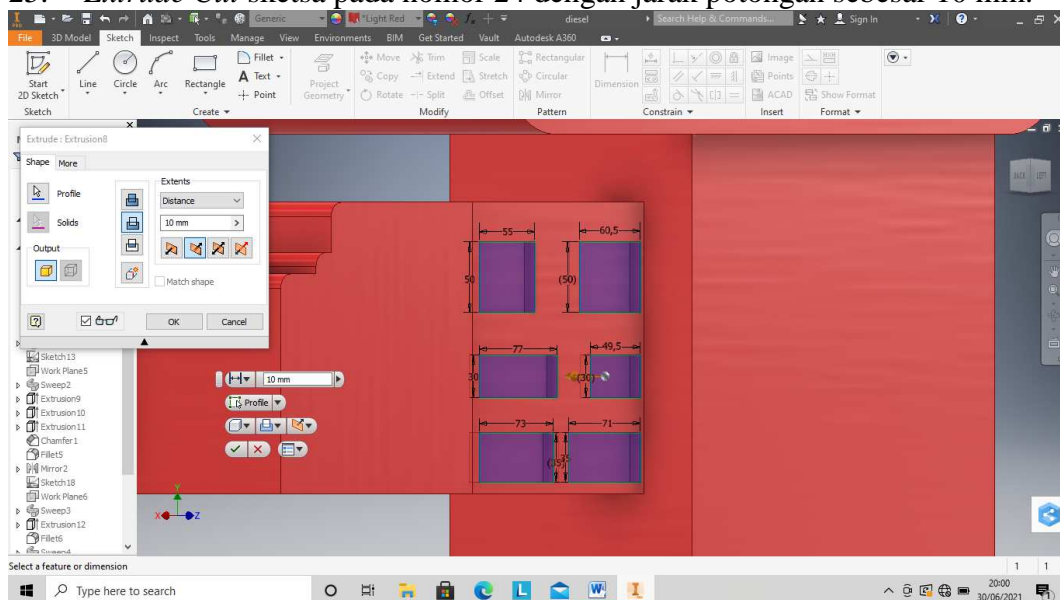 25. Extrude Cut sketsa pada nomor 24 dengan jarak potongan sebesar 10 mm.
Generic
*Light Red
diesel
Search Help & Commands...
Sign In
File 3D Model Sketch Inspect Tools Manage View Environments BIM Get Started Vault Autodesk A360
Start
2D Sketch
Line
Circle
Arc
Rectangle
Fillet
Text
Point
Project
Geometry
Move
Trim
Scale
Copy
Extend
Stretch
Rotate
Split
Offset
Rectangular
Circular
Mirror
Dimension
Image
Points
ACAD
Show Format
Sketch Create Modify Pattern Constrain Insert Format
Extrude : Extrusion8
Shape More
Profile
Solids
Output
Extents
Distance
10 mm
Match shape
OK Cancel
Sketch13
Work Plane5
Sweep2
Extrusion9
Extrusion10
Extrusion11
Chamfer1
Fillet5
Mirror2
Sketch18
Work Plane6
Sweep3
Extrusion12
Fillet6
Sweep4
10 mm
Profile
55
60,5
50
(50)
77
49,5
30
(30)
73
71
(35)
Y
X
Z
Select a feature or dimension
1 1
Type here to search
20:00
30/06/2021